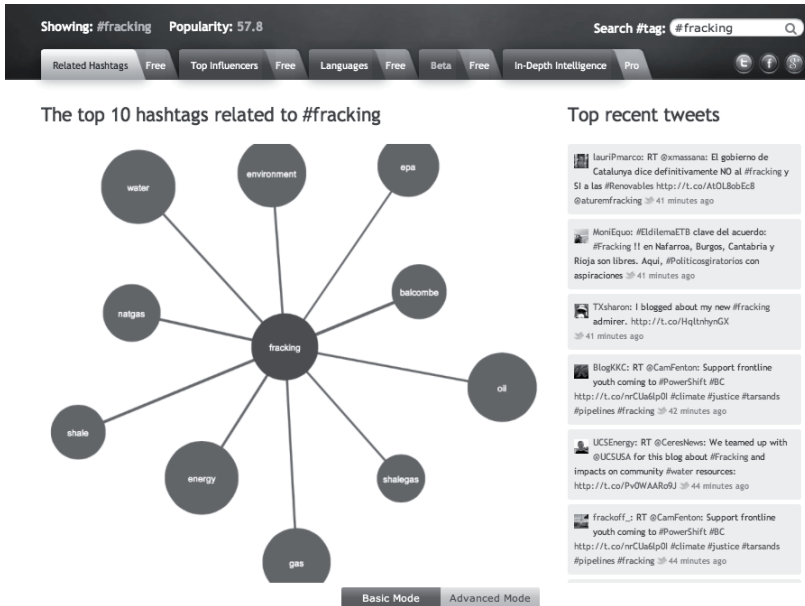 Showing: #fracking Popularity: 57.8
Search #tag: #fracking
Related Hashtags Free Top Influencers Free Languages Free Beta Free In-Depth Intelligence Pro
The top 10 hashtags related to #fracking
water
environment
epa
natgas
balcombe
fracking
oil
shale
energy
shalegas
gas
Basic Mode Advanced Mode
Top recent tweets
lauriPmarco: RT @xmassana: El gobierno de
Catalunya dice definitivamente NO al #fracking y
SI a las #Renovables http://t.co/AtOL8obEc8
@aturemfracking 41 minutes ago
MoniEquo: #EldilemaETB clave del acuerdo:
#Fracking !! en Nafarroa, Burgos, Cantabria y
Rioja son libres. Aqui, #Politicosgiratorios con
aspiraciones 41 minutes ago
TXsharon: I blogged about my new #fracking
admirer. http://t.co/HqltnhynGX
41 minutes ago
BlogKKC: RT @CamFenton: Support frontline
youth coming to #PowerShift #BC
http://t.co/nrCUa6lp0I #climate #justice #tarsands
#pipelines #fracking 42 minutes ago
UCSEnergy: RT @CeresNews: We teamed up with
@UCSUSA for this blog about #Fracking and
impacts on community #water resources:
http://t.co/Pv0WAARo9J 44 minutes ago
frackoff_: RT @CamFenton: Support frontline
youth coming to #PowerShift #BC
http://t.co/nrCUa6lp0I #climate #justice #tarsands
#pipelines #fracking 44 minutes ago